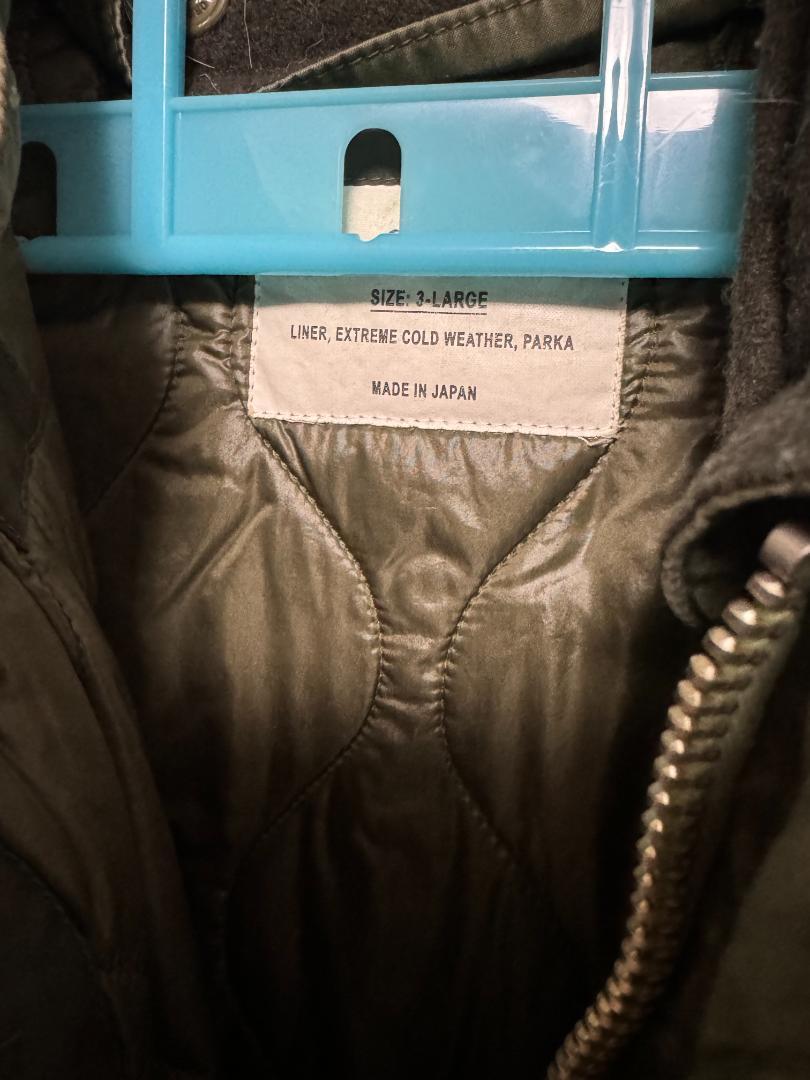 SIZE: 3-LARGE
LINER, EXTREME COLD WEATHER, PARKA
MADE IN JAPAN